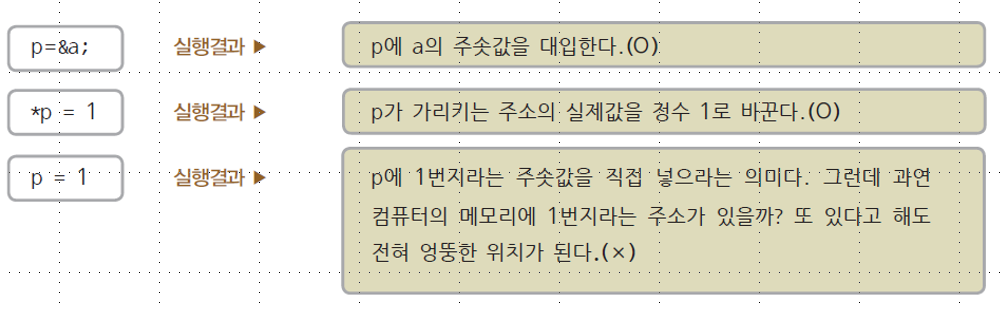 p=&a; 실행결과 ▶ p에 a의 주솟값을 대입한다.(O)
*p = 1 실행결과 ▶ p가 가리키는 주소의 실제값을 정수 1로 바꾼다.(O)
p = 1 실행결과 ▶ p에 1번지라는 주솟값을 직접 넣으라는 의미다. 그런데 과연
컴퓨터의 메모리에 1번지라는 주소가 있을까? 또 있다고 해도
전혀 엉뚱한 위치가 된다.(×)